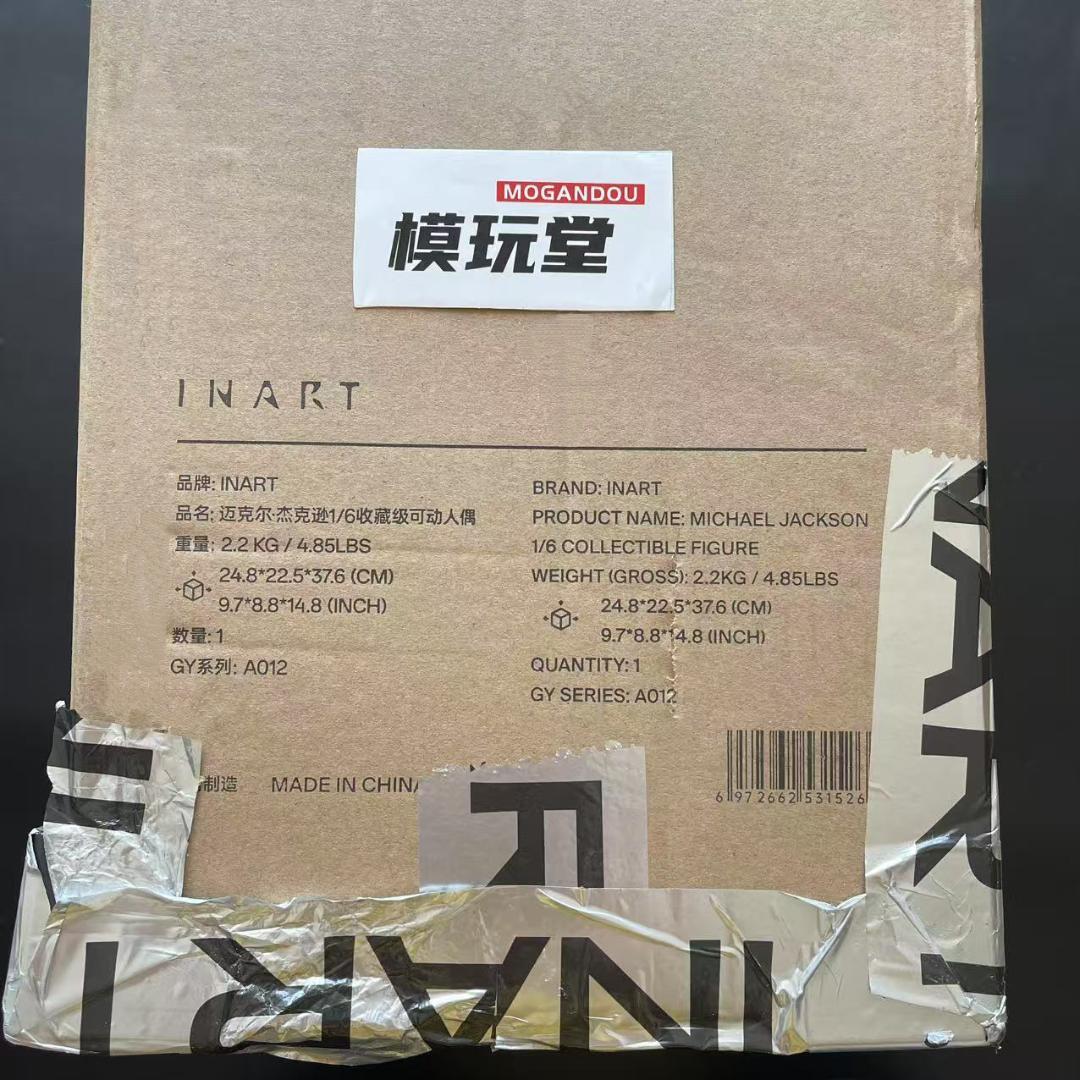 MOGANDOU
模玩堂
INART
品牌: INART
品名: 迈克尔·杰克逊1/6收藏级可动人偶
重量: 2.2 KG / 4.85LBS
24.8*22.5*37.6 (CM)
9.7*8.8*14.8 (INCH)
数量: 1
GY系列: A012
BRAND: INART
PRODUCT NAME: MICHAEL JACKSON
1/6 COLLECTIBLE FIGURE
WEIGHT (GROSS): 2.2KG / 4.85LBS
24.8*22.5*37.6 (CM)
9.7*8.8*14.8 (INCH)
QUANTITY: 1
GY SERIES: A012
制造 MADE IN CHINA
6 972662 531526
INART
INART
R